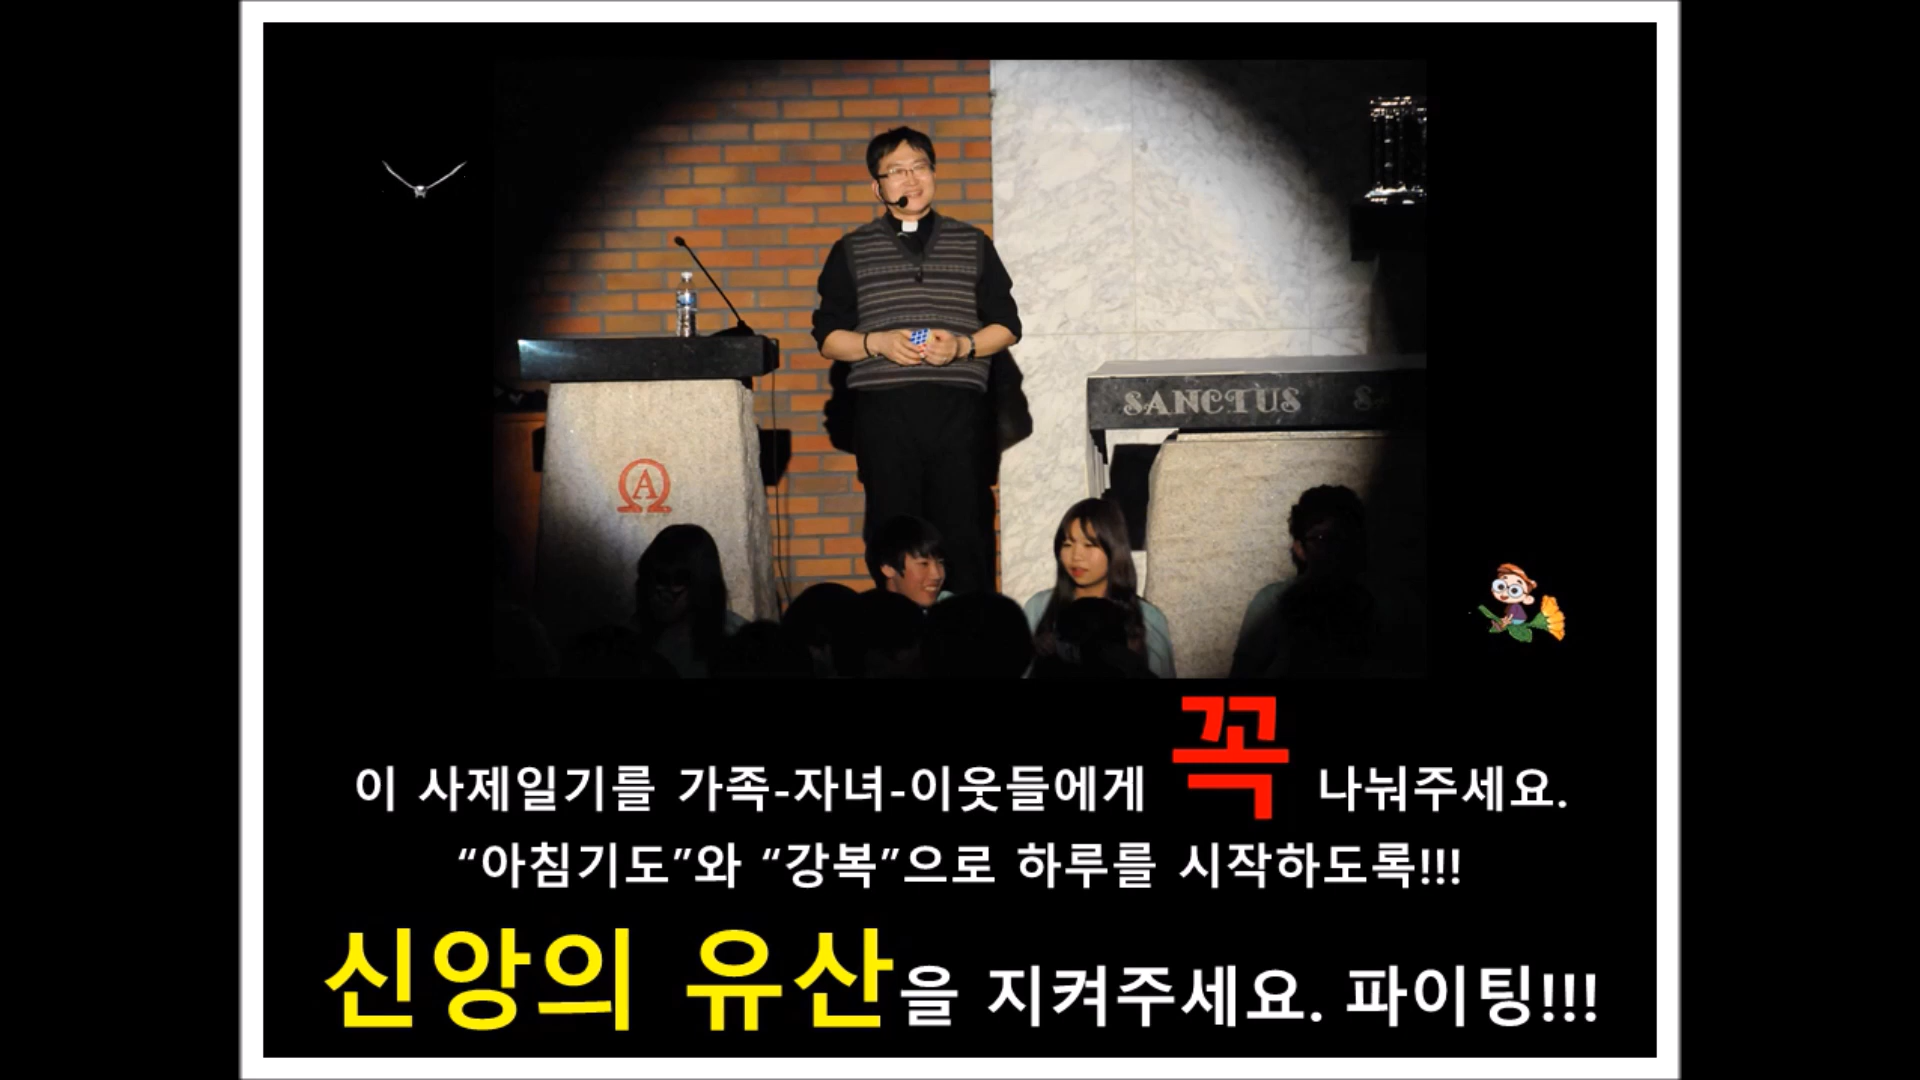 SANCTUS
A
Ω
이 사제일기를 가족-자녀-이웃들에게 꼭 나눠주세요.
“아침기도”와 “강복”으로 하루를 시작하도록!!!
신앙의 유산을 지켜주세요. 파이팅!!!